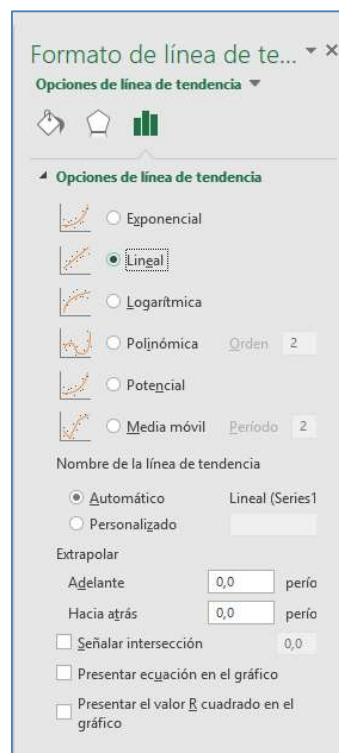 Formato de línea de te...
Opciones de línea de tendencia
Opciones de línea de tendencia
Exponencial
Lineal
Logarítmica
Polinómica Orden 2
Potencial
Media móvil Período 2
Nombre de la línea de tendencia
Automático Lineal (Series1
Personalizado
Extrapolar
Adelante 0,0 perío
Hacia atrás 0,0 perío
Señalar intersección 0,0
Presentar ecuación en el gráfico
Presentar el valor R cuadrado en el
gráfico